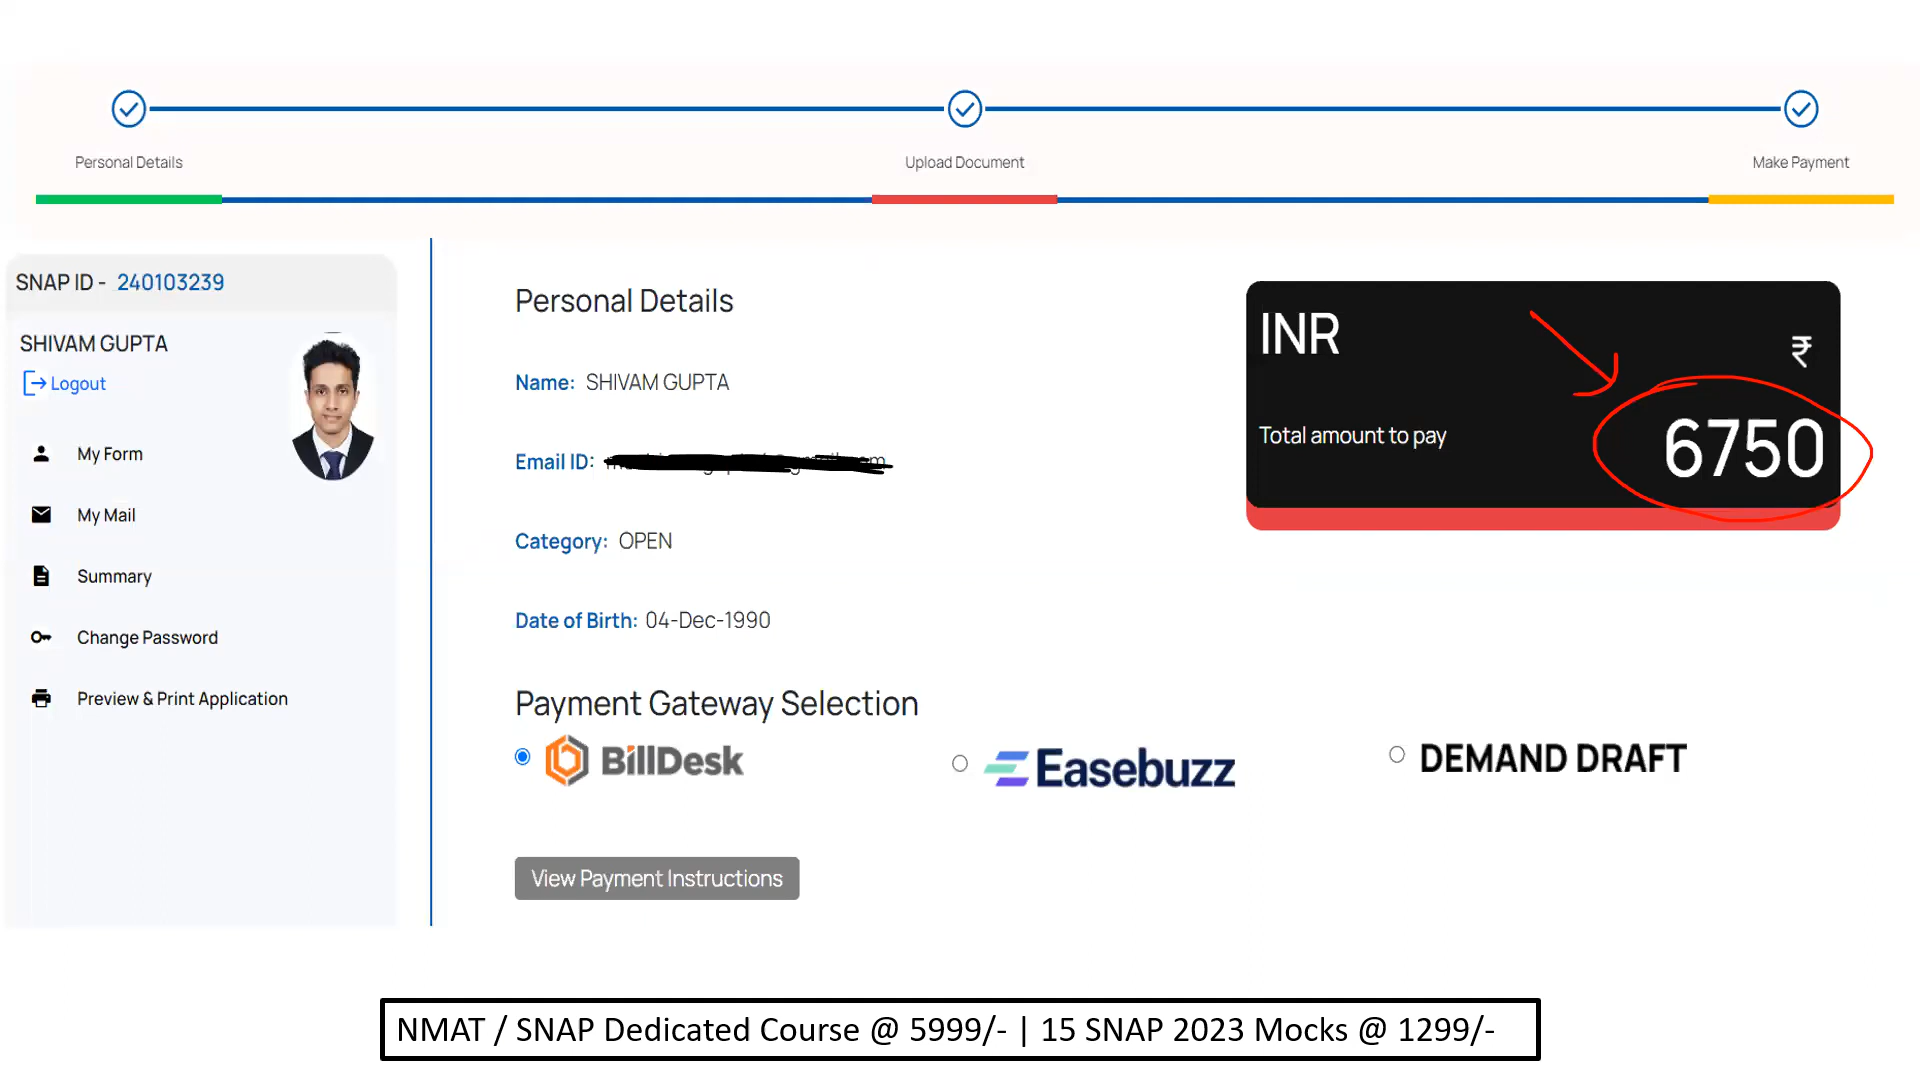 Personal Details
Upload Document
Make Payment
SNAP ID - 240103239
SHIVAM GUPTA
Logout
My Form
My Mail
Summary
Change Password
Preview & Print Application
Personal Details
Name: SHIVAM GUPTA
Email ID:
Category: OPEN
Date of Birth: 04-Dec-1990
INR
₹
Total amount to pay
6750
Payment Gateway Selection
BillDesk
Easebuzz
DEMAND DRAFT
View Payment Instructions
NMAT / SNAP Dedicated Course @ 5999/- | 15 SNAP 2023 Mocks @ 1299/-